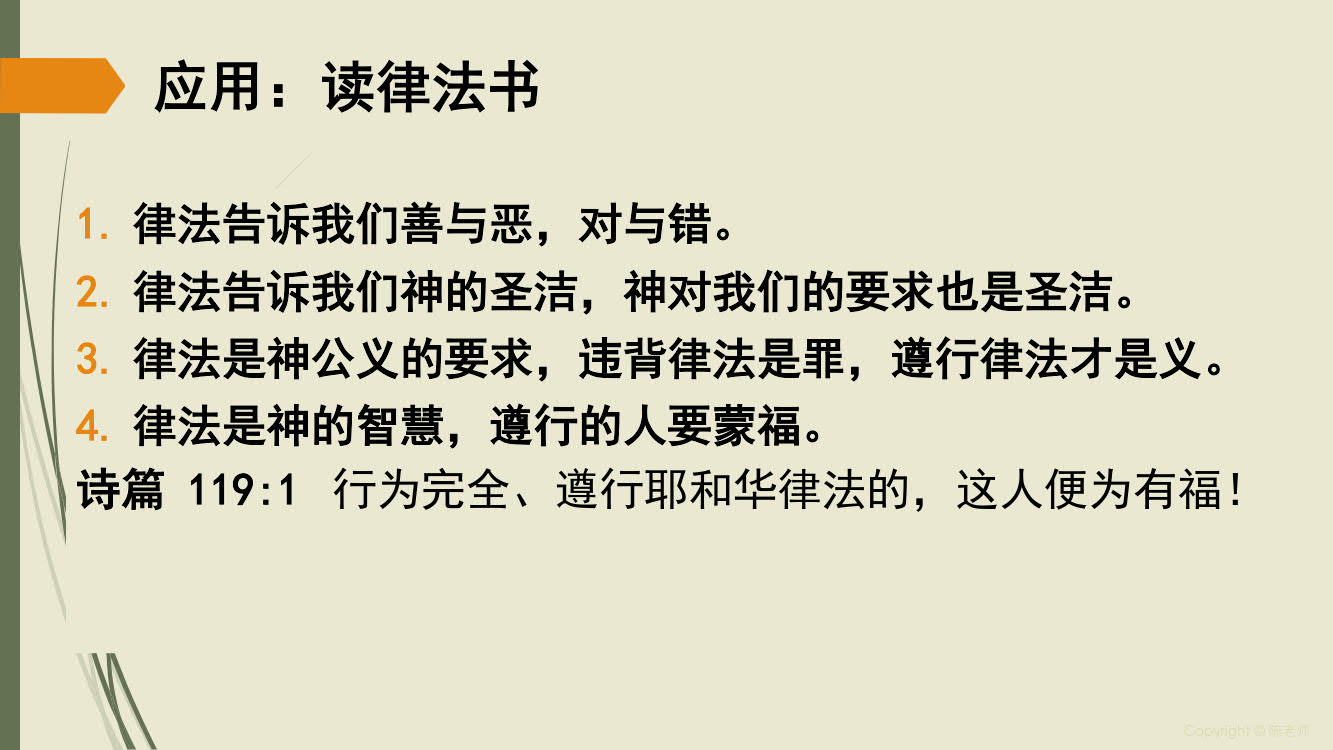 应用：读律法书
1. 律法告诉我们善与恶，对与错。
2. 律法告诉我们神的圣洁，神对我们的要求也是圣洁。
3. 律法是神公义的要求，违背律法是罪，遵行律法才是义。
4. 律法是神的智慧，遵行的人要蒙福。
诗篇 119:1 行为完全、遵行耶和华律法的，这人便为有福！
Copyright @ 陈老师